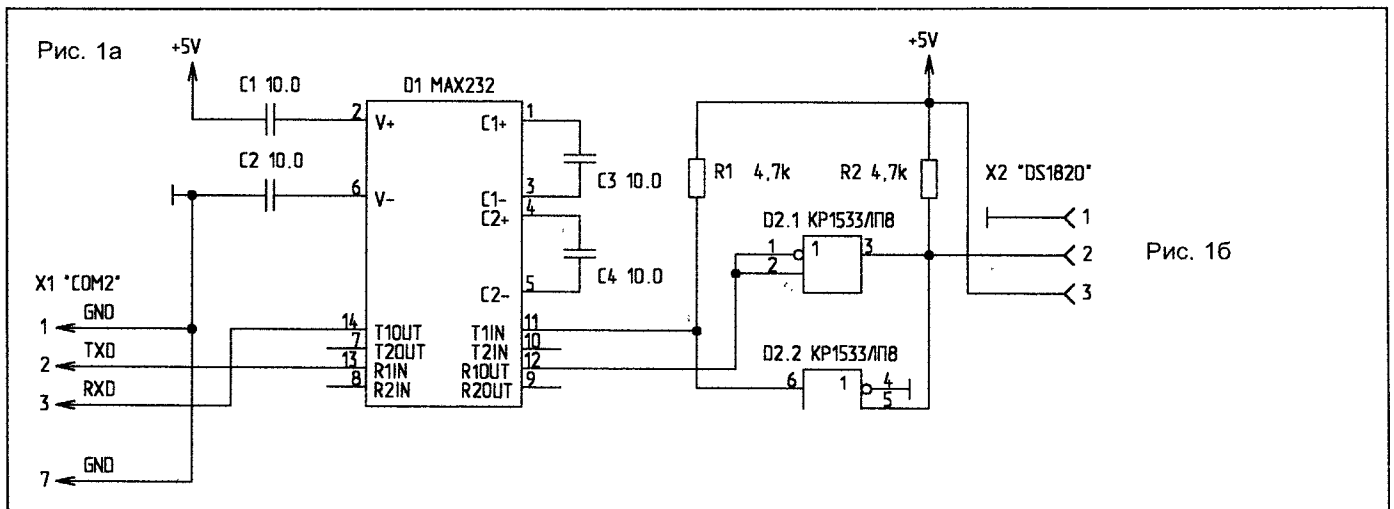 Рис. 1а
+5V
C1 10.0
D1 MAX232
2
V+
C1+
1
C2 10.0
C3 10.0
6
V-
C1-
3
C2+
4
C4 10.0
C2-
5
X1 "COM2"
1
GND
14
T1OUT
T1IN
11
7
T2OUT
T2IN
10
2
TXD
13
R1IN
R1OUT
12
8
R2IN
R2OUT
9
3
RXD
7
GND
+5V
R1 4,7k
R2 4,7k
X2 "DS1820"
1
2
3
D2.1 КР1533ЛП8
1
2
1
3
Рис. 1б
D2.2 КР1533ЛП8
6
1
4
5